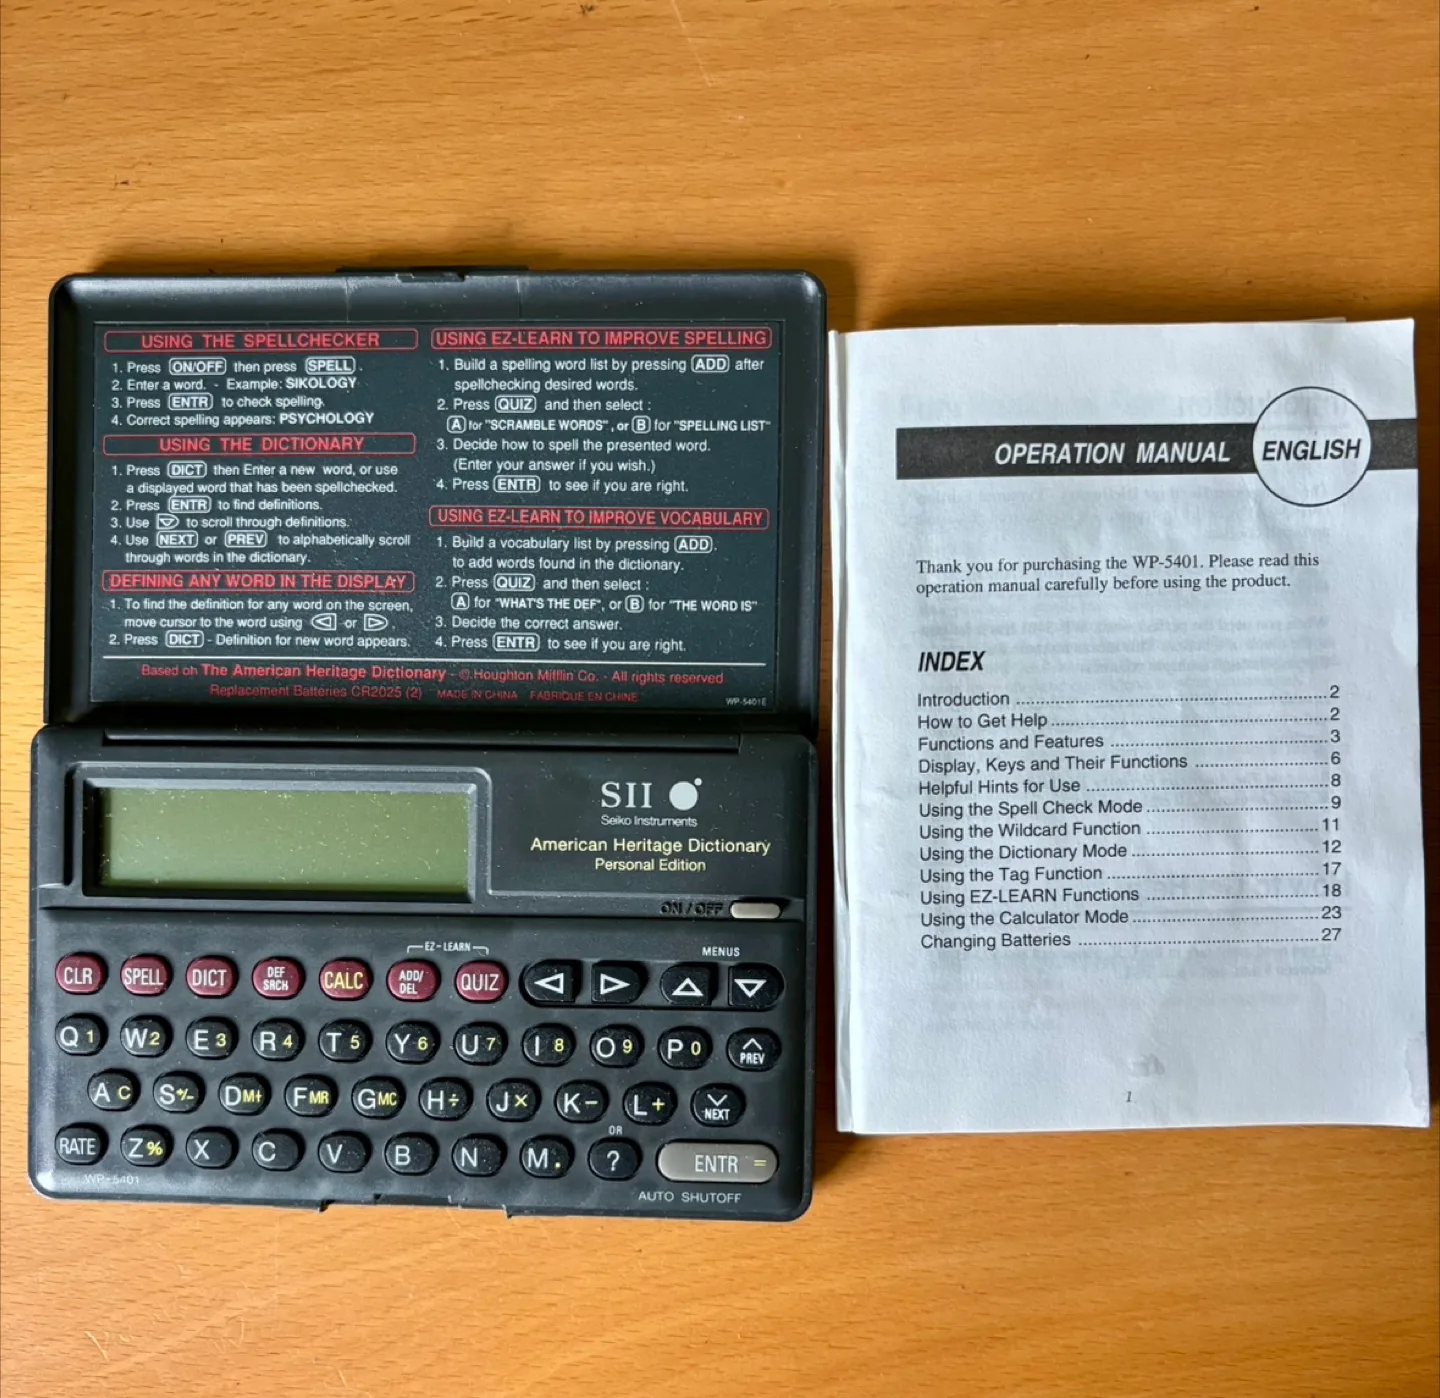 USING THE SPELLCHECKER
1. Press ON/OFF then press SPELL.
2. Enter a word. - Example: SIKOLOGY
3. Press ENTR to check spelling.
4. Correct spelling appears: PSYCHOLOGY
USING THE DICTIONARY
1. Press DICT then Enter a new word, or use
a displayed word that has been spellchecked.
2. Press ENTR to find definitions.
3. Use ▽ to scroll through definitions.
4. Use NEXT or PREV to alphabetically scroll
through words in the dictionary.
DEFINING ANY WORD IN THE DISPLAY
1. To find the definition for any word on the screen,
move cursor to the word using ◁ or ▷.
2. Press DICT - Definition for new word appears.
USING EZ-LEARN TO IMPROVE SPELLING
1. Build a spelling word list by pressing ADD after
spellchecking desired words.
2. Press QUIZ and then select :
A for "SCRAMBLE WORDS", or B for "SPELLING LIST"
3. Decide how to spell the presented word.
(Enter your answer if you wish.)
4. Press ENTR to see if you are right.
USING EZ-LEARN TO IMPROVE VOCABULARY
1. Build a vocabulary list by pressing ADD,
to add words found in the dictionary.
2. Press QUIZ and then select :
A for "WHAT'S THE DEF", or B for "THE WORD IS"
3. Decide the correct answer.
4. Press ENTR to see if you are right.
Based on The American Heritage Dictionary - © Houghton Mifflin Co. - All rights reserved
Replacement Batteries CR2025 (2) MADE IN CHINA FABRIQUE EN CHINE
WP-5401E
SII
Seiko Instruments
American Heritage Dictionary
Personal Edition
ON / OFF
EZ-LEARN
MENUS
CLR SPELL DICT DEF SRCH CALC ADD/DEL QUIZ ◁ ▷ △ ▽
Q 1 W 2 E 3 R 4 T 5 Y 6 U 7 I 8 O 9 P 0 PREV
A C S +/- D M+ F MR G MC H ÷ J × K − L + NEXT
OR
RATE Z % X C V B N M . ? ENTR =
WP-5401
AUTO SHUTOFF
OPERATION MANUAL ENGLISH
Thank you for purchasing the WP-5401. Please read this
operation manual carefully before using the product.
INDEX
Introduction ........ 2
How to Get Help ........ 2
Functions and Features ........ 3
Display, Keys and Their Functions ........ 6
Helpful Hints for Use ........ 8
Using the Spell Check Mode ........ 9
Using the Wildcard Function ........ 11
Using the Dictionary Mode ........ 12
Using the Tag Function ........ 17
Using EZ-LEARN Functions ........ 18
Using the Calculator Mode ........ 23
Changing Batteries ........ 27
1